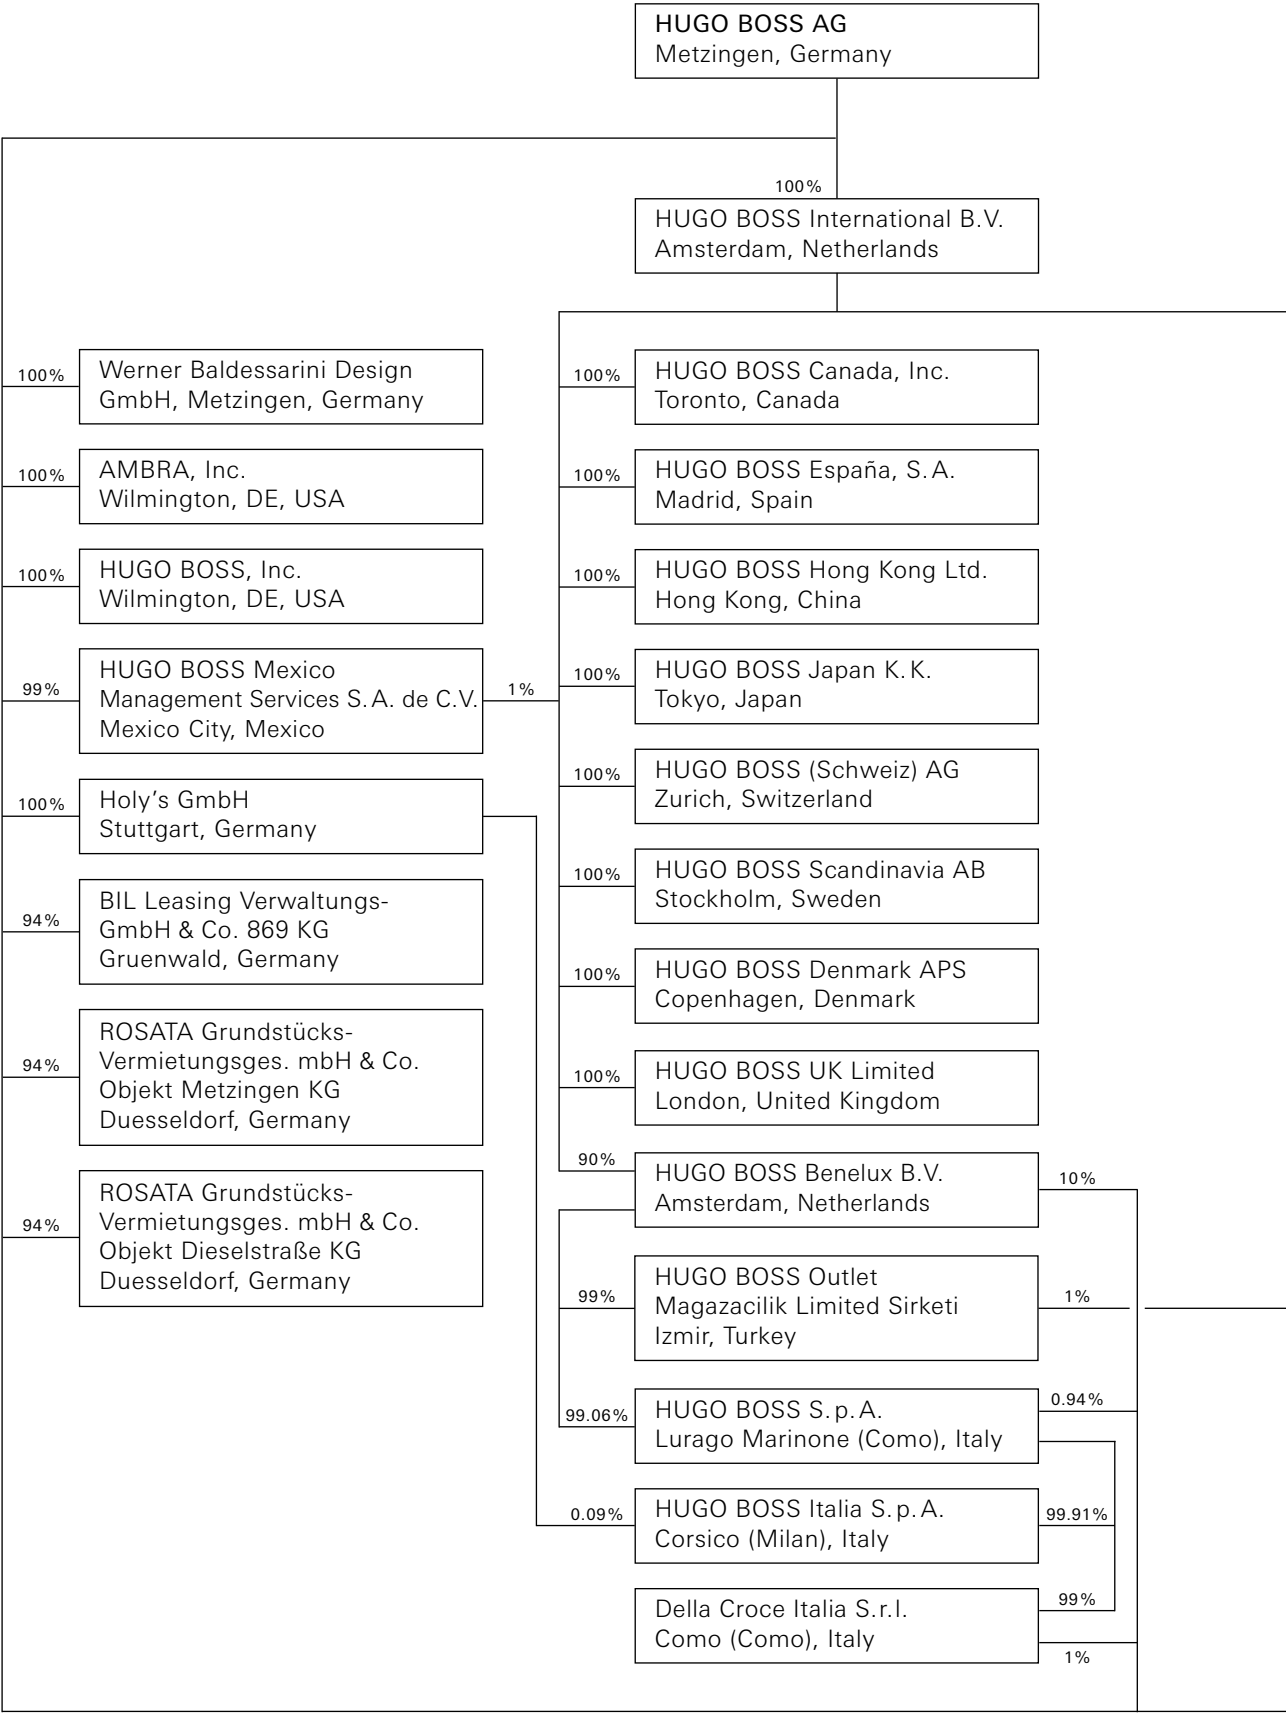 HUGO BOSS AG
Metzingen, Germany
100%
HUGO BOSS International B.V.
Amsterdam, Netherlands
100%
Werner Baldessarini Design
GmbH, Metzingen, Germany
100%
AMBRA, Inc.
Wilmington, DE, USA
100%
HUGO BOSS, Inc.
Wilmington, DE, USA
99%
HUGO BOSS Mexico
Management Services S.A. de C.V.
Mexico City, Mexico
1%
100%
Holy's GmbH
Stuttgart, Germany
94%
BIL Leasing Verwaltungs-
GmbH & Co. 869 KG
Gruenwald, Germany
94%
ROSATA Grundstücks-
Vermietungsges. mbH & Co.
Objekt Metzingen KG
Duesseldorf, Germany
94%
ROSATA Grundstücks-
Vermietungsges. mbH & Co.
Objekt Dieselstraße KG
Duesseldorf, Germany
100%
HUGO BOSS Canada, Inc.
Toronto, Canada
100%
HUGO BOSS España, S.A.
Madrid, Spain
100%
HUGO BOSS Hong Kong Ltd.
Hong Kong, China
100%
HUGO BOSS Japan K.K.
Tokyo, Japan
100%
HUGO BOSS (Schweiz) AG
Zurich, Switzerland
100%
HUGO BOSS Scandinavia AB
Stockholm, Sweden
100%
HUGO BOSS Denmark APS
Copenhagen, Denmark
100%
HUGO BOSS UK Limited
London, United Kingdom
90%
HUGO BOSS Benelux B.V.
Amsterdam, Netherlands
10%
99%
HUGO BOSS Outlet
Magazacilik Limited Sirketi
Izmir, Turkey
1%
99.06%
HUGO BOSS S.p.A.
Lurago Marinone (Como), Italy
0.94%
0.09%
HUGO BOSS Italia S.p.A.
Corsico (Milan), Italy
99.91%
Della Croce Italia S.r.l.
Como (Como), Italy
99%
1%